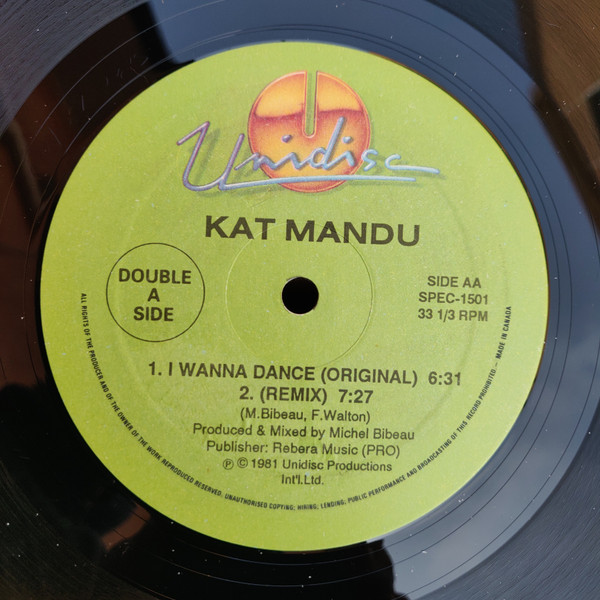 Unidisc
KAT MANDU
DOUBLE
A
SIDE
SIDE AA
SPEC-1501
33 1/3 RPM
1. I WANNA DANCE (ORIGINAL) 6:31
2. (REMIX) 7:27
(M.Bibeau, F.Walton)
Produced & Mixed by Michel Bibeau
Publisher: Rebera Music (PRO)
℗ © 1981 Unidisc Productions
Int'l.Ltd.
ALL RIGHTS OF THE PRODUCER AND OF THE OWNER OF THE WORK REPRODUCED RESERVED. UNAUTHORISED COPYING; HIRING; LENDING; PUBLIC PERFORMANCE AND BROADCASTING OF THIS RECORD PROHIBITED – MADE IN CANADA